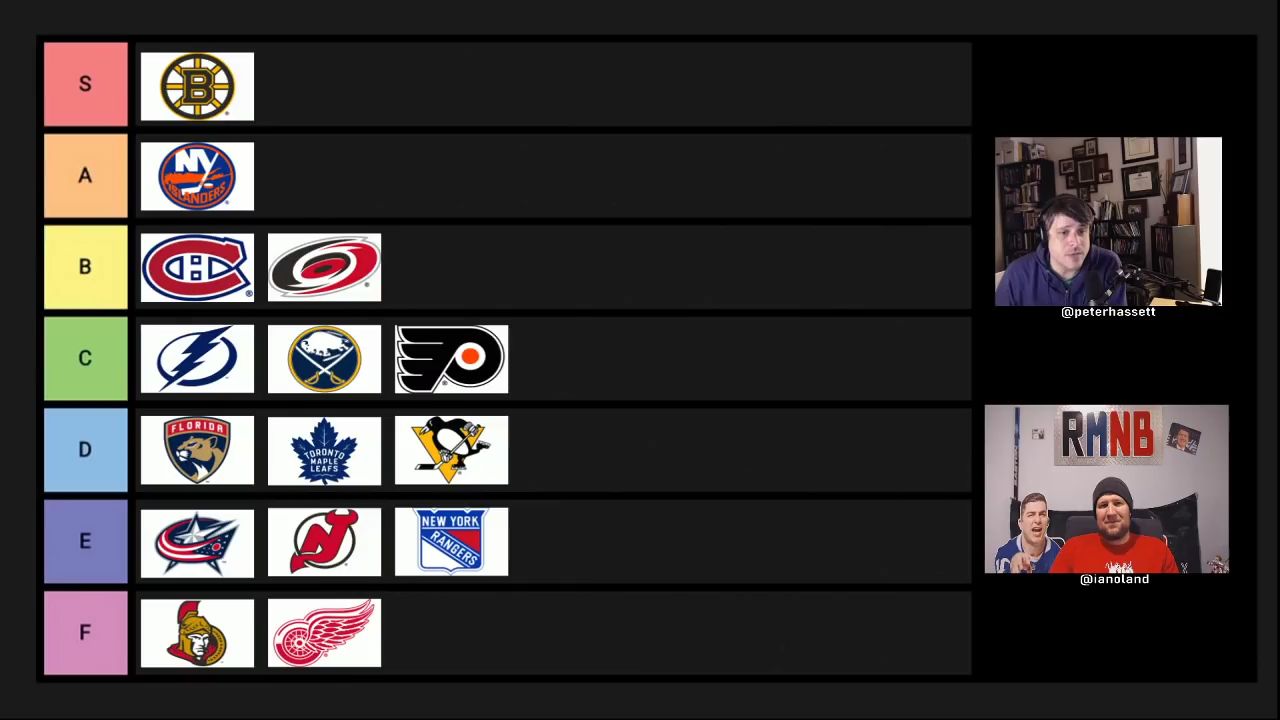 S
B
A
NY
ISLANDERS
B
C
D
FLORIDA
TORONTO
MAPLE
LEAFS
E
NEW YORK
RANGERS
F
@peterhassett
RMNB
@ianoland